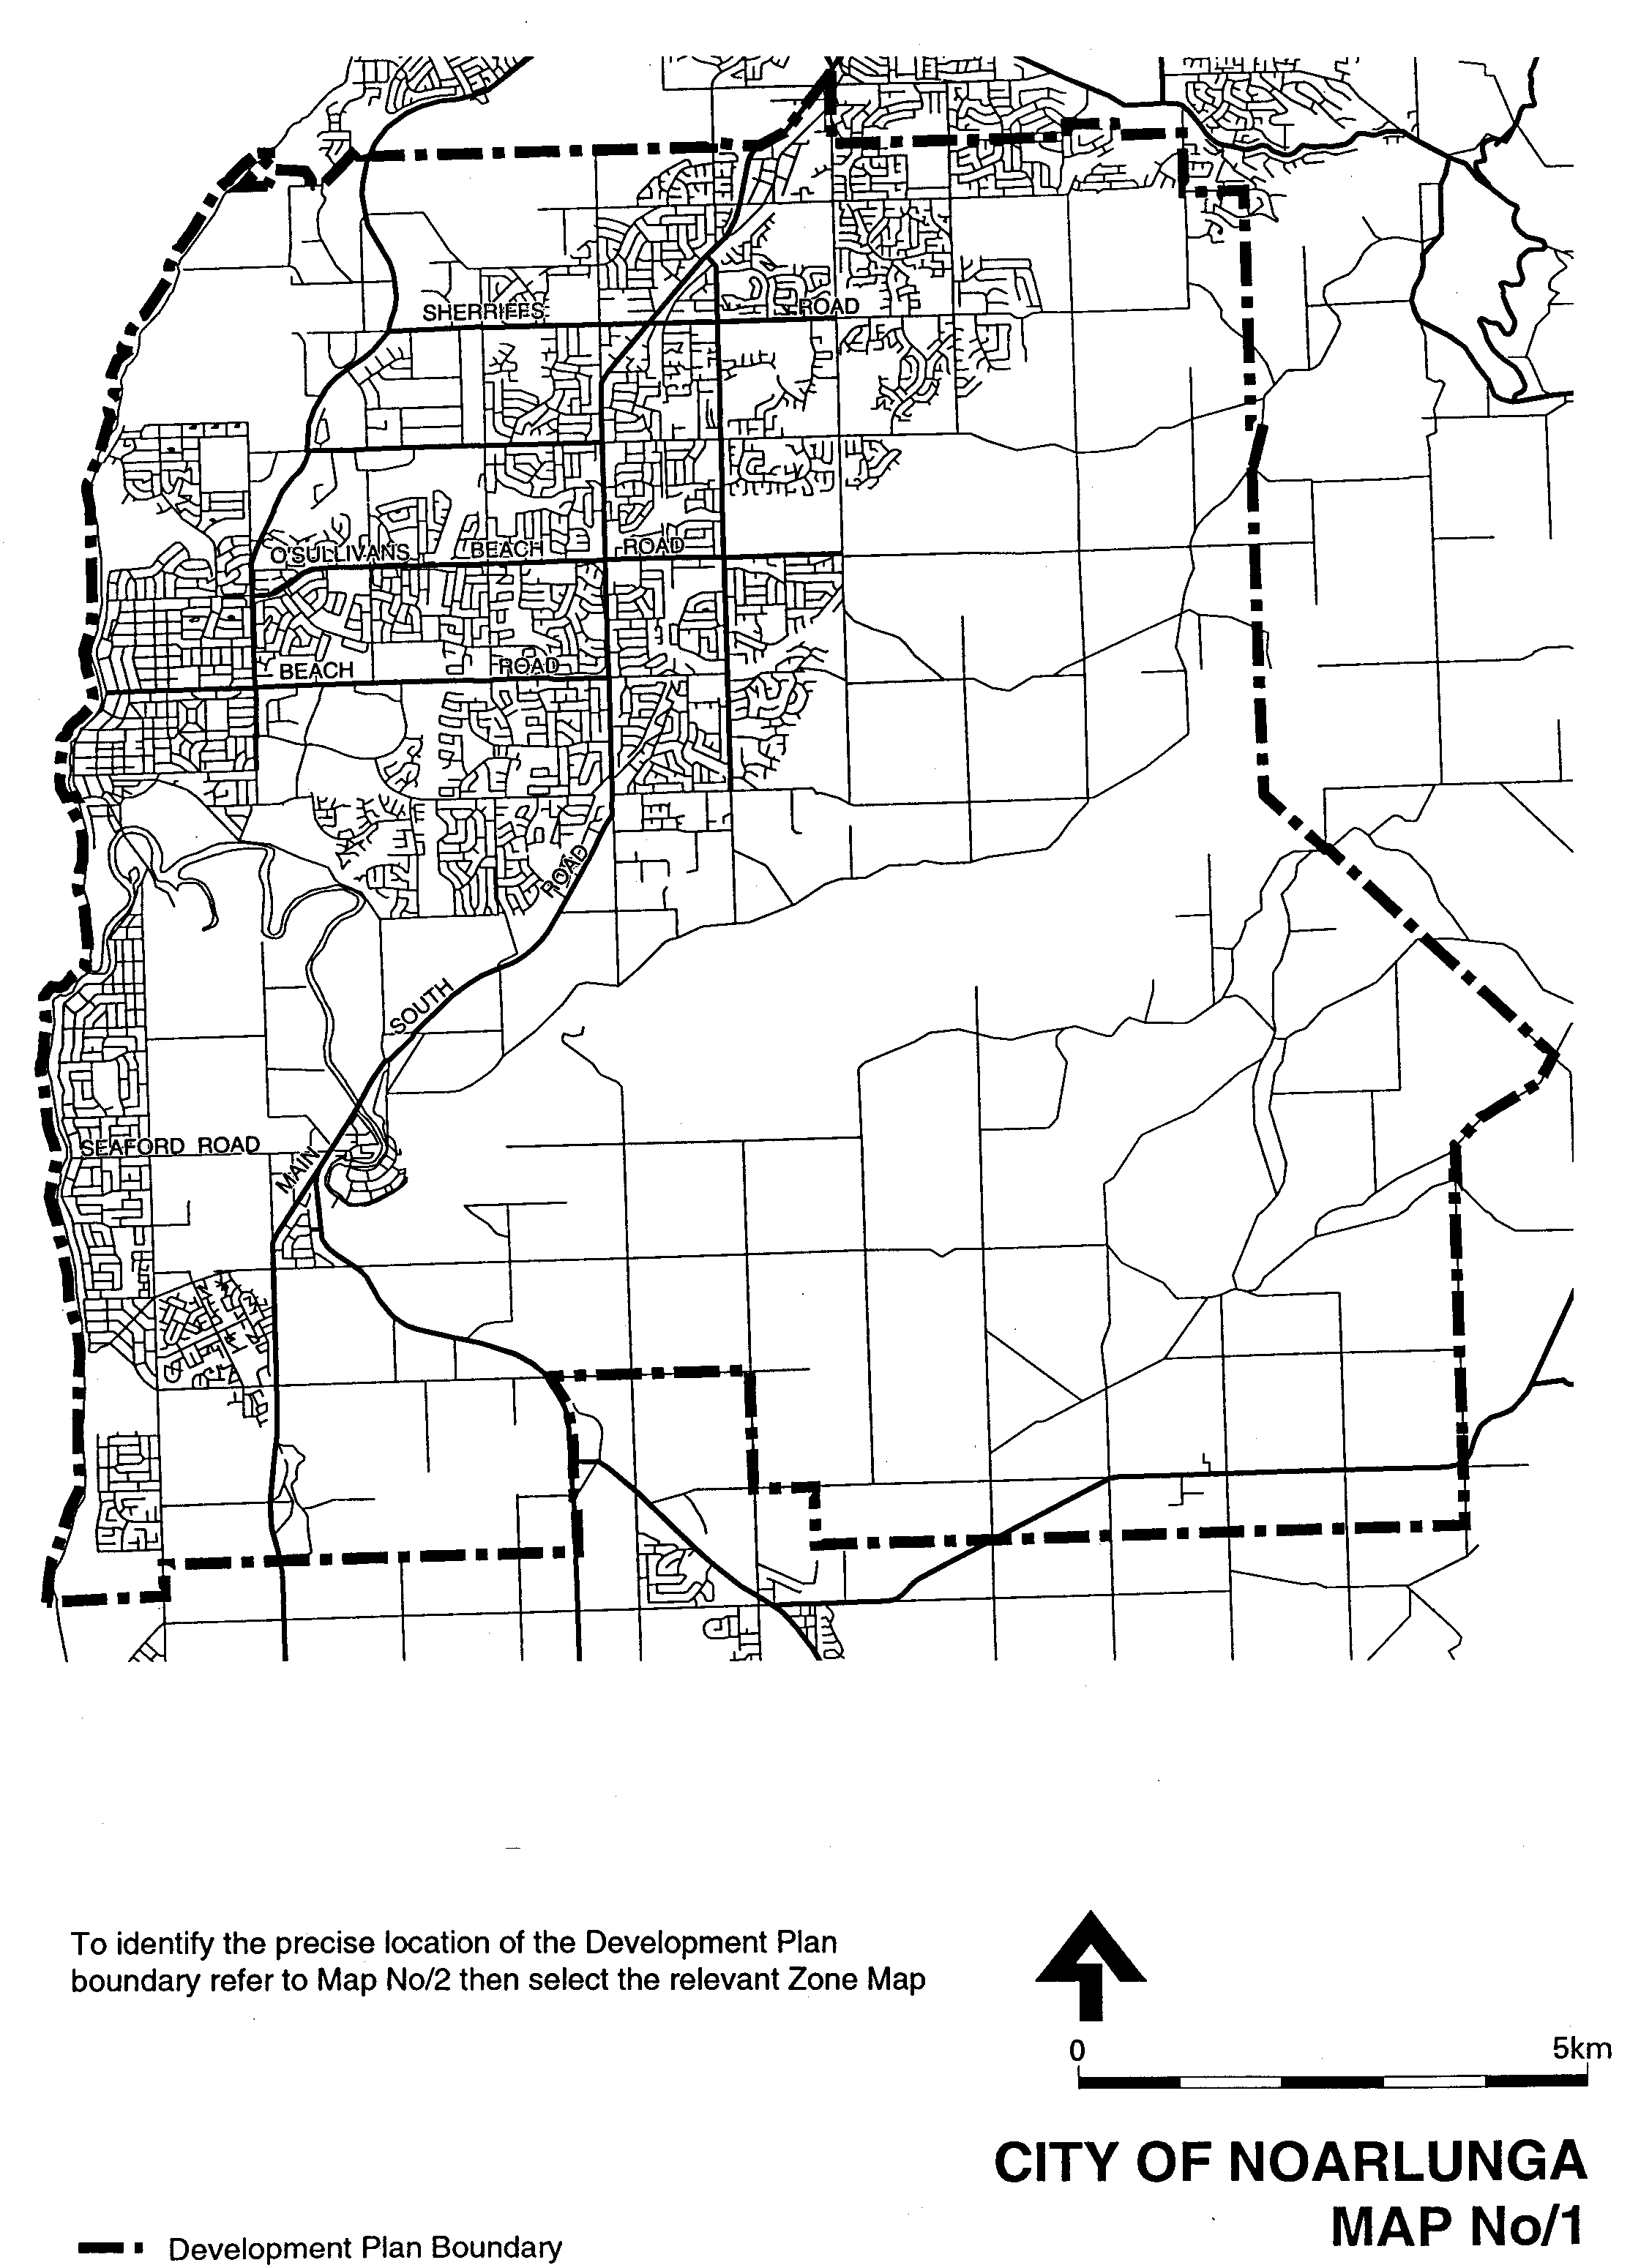 SHERRIFFS ROAD
O'SULLIVANS BEACH ROAD
BEACH ROAD
ROAD
SOUTH
MAIN
SEAFORD ROAD
To identify the precise location of the Development Plan
boundary refer to Map No/2 then select the relevant Zone Map
0 5km
CITY OF NOARLUNGA
MAP No/1
Development Plan Boundary